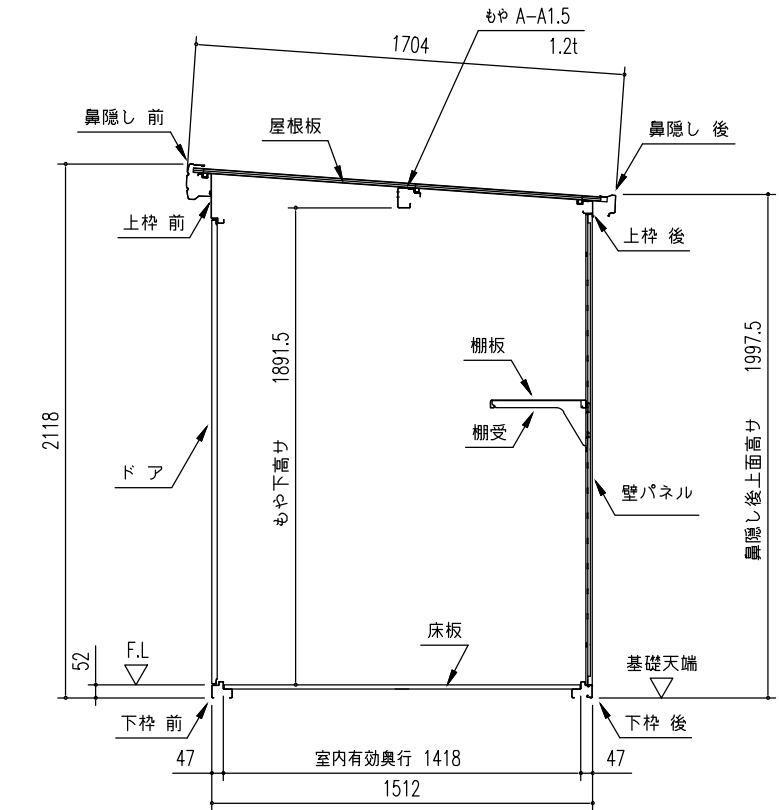 もや A-A1.5
1704
1.2t
鼻隠し 前
屋根板
鼻隠し 後
上枠 前
上枠 後
1891.5
もや下高サ
棚板
棚受
2118
1997.5
鼻隠し後上面高サ
ド ア
壁パネル
床板
F.L
52
基礎天端
下枠 前
下枠 後
47
室内有効奥行 1418
47
1512